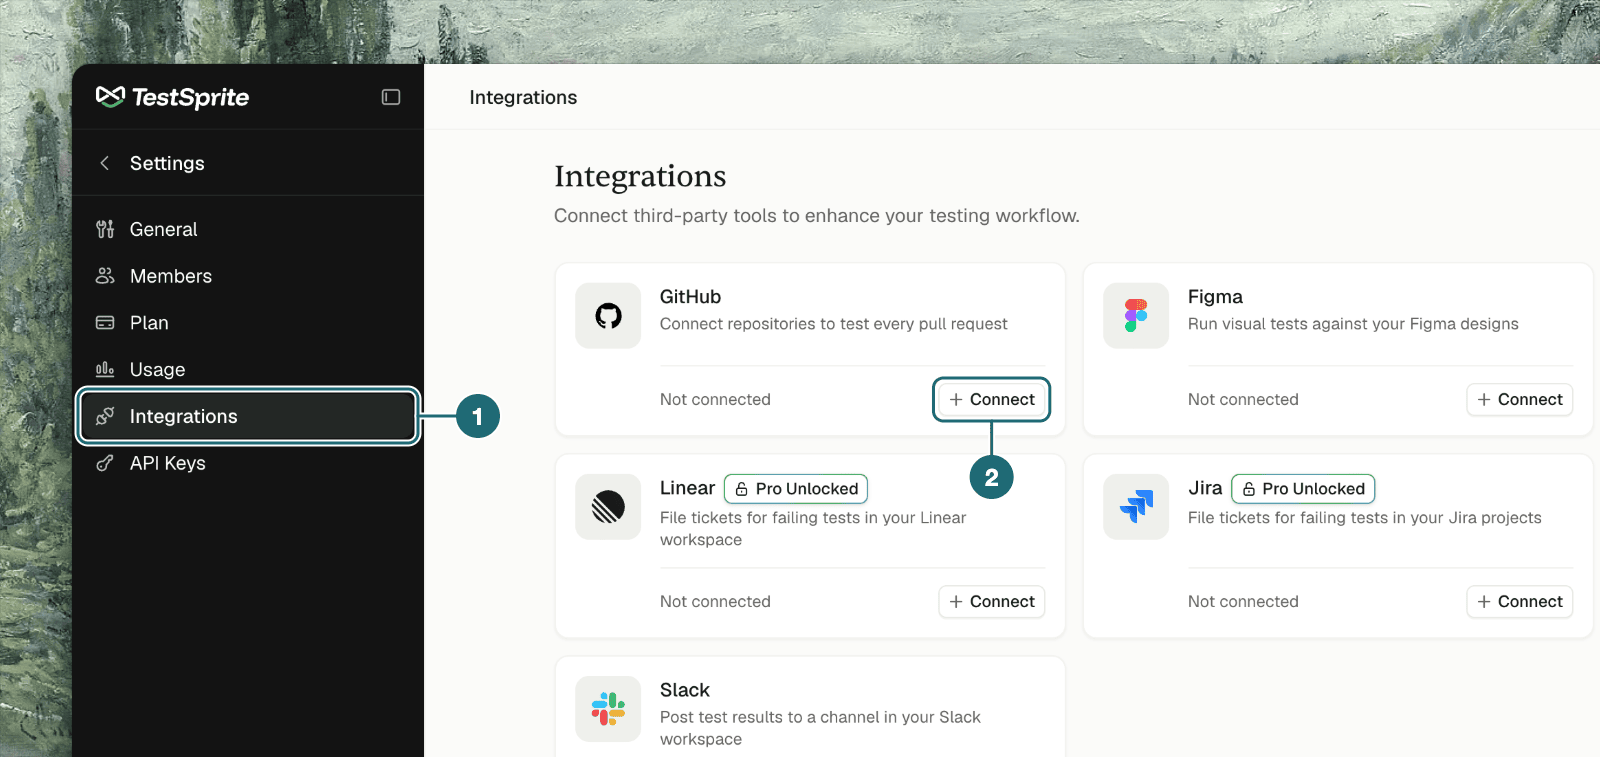 TestSprite
Integrations
Settings
General
Members
Plan
Usage
Integrations
API Keys
1
Integrations
Connect third-party tools to enhance your testing workflow.
GitHub
Connect repositories to test every pull request
Not connected
+ Connect
2
Figma
Run visual tests against your Figma designs
Not connected
+ Connect
Linear Pro Unlocked
File tickets for failing tests in your Linear
workspace
Not connected
+ Connect
Jira Pro Unlocked
File tickets for failing tests in your Jira projects
Not connected
+ Connect
Slack
Post test results to a channel in your Slack
workspace